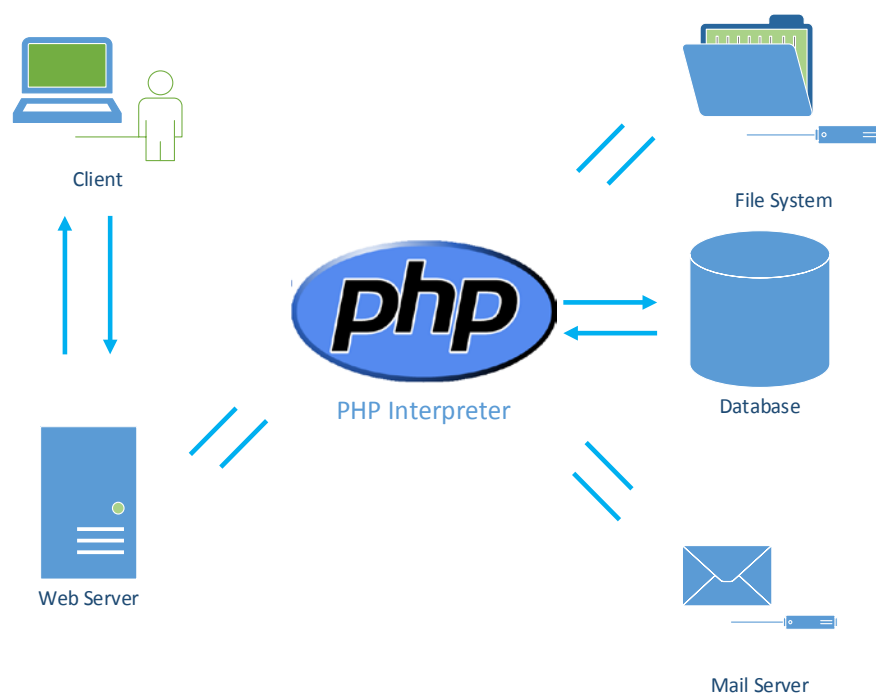 Client
File System
php
PHP Interpreter
Database
Web Server
Mail Server